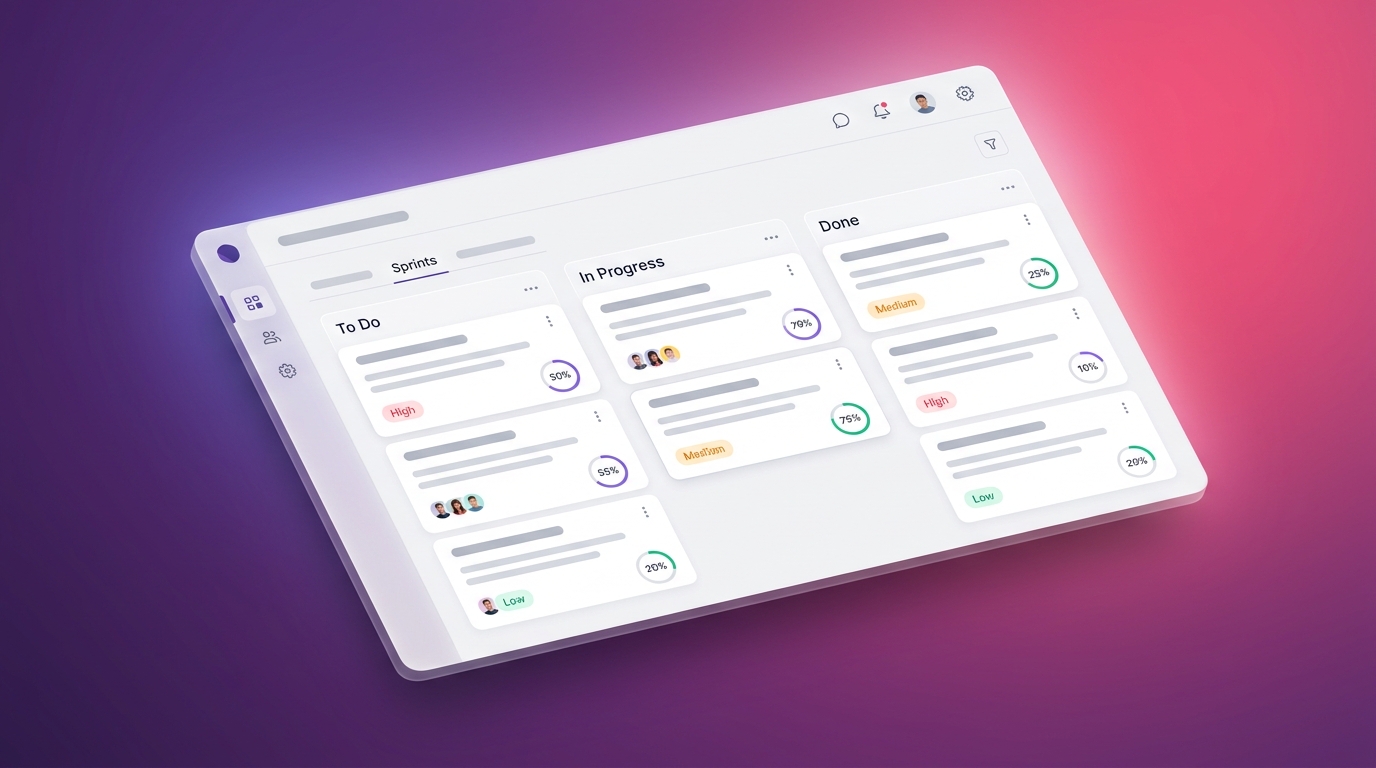 Sprints
To Do
50%
High
55%
20%
Low
In Progress
70%
75%
Medium
Done
25%
Medium
10%
High
20%
Low